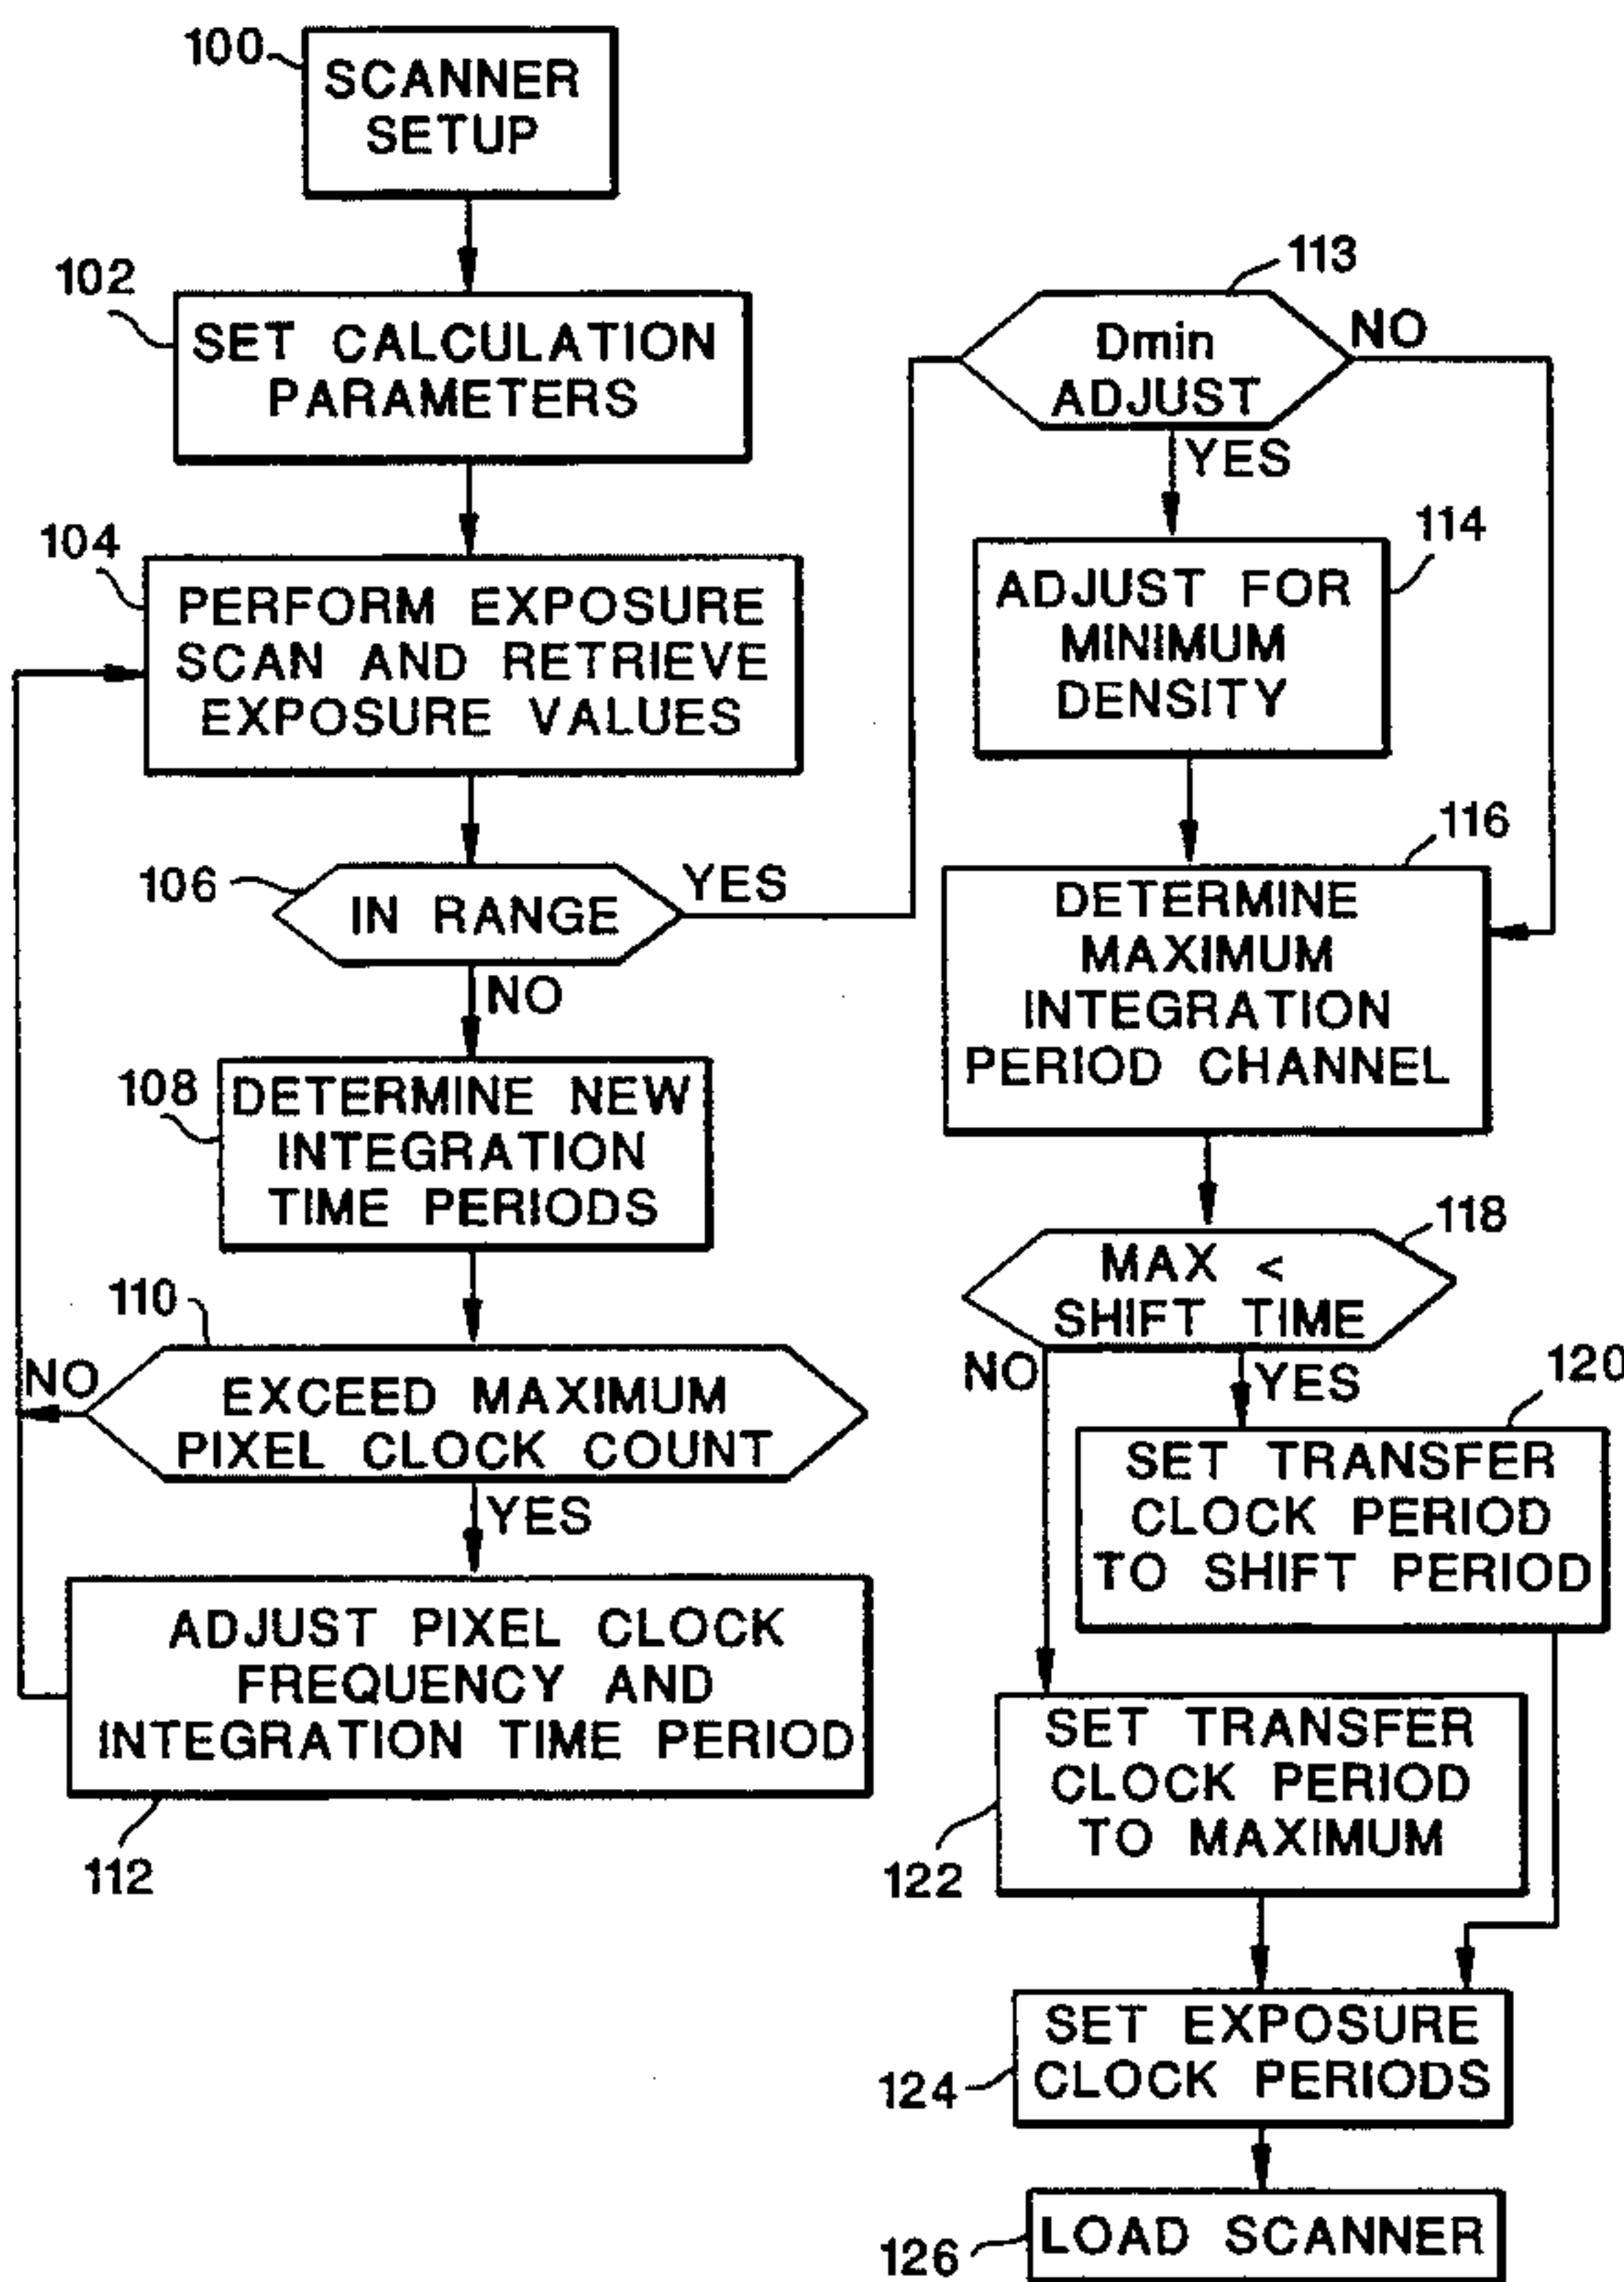 100
SCANNER
SETUP
102
SET CALCULATION
PARAMETERS
104
PERFORM EXPOSURE
SCAN AND RETRIEVE
EXPOSURE VALUES
106
IN RANGE
YES
NO
108
DETERMINE NEW
INTEGRATION
TIME PERIODS
110
NO
EXCEED MAXIMUM
PIXEL CLOCK COUNT
YES
ADJUST PIXEL CLOCK
FREQUENCY AND
INTEGRATION TIME PERIOD
112
113
Dmin
ADJUST
NO
YES
114
ADJUST FOR
MINIMUM
DENSITY
116
DETERMINE
MAXIMUM
INTEGRATION
PERIOD CHANNEL
118
MAX <
SHIFT TIME
NO
YES
120
SET TRANSFER
CLOCK PERIOD
TO SHIFT PERIOD
SET TRANSFER
CLOCK PERIOD
TO MAXIMUM
122
SET EXPOSURE
CLOCK PERIODS
124
LOAD SCANNER
126